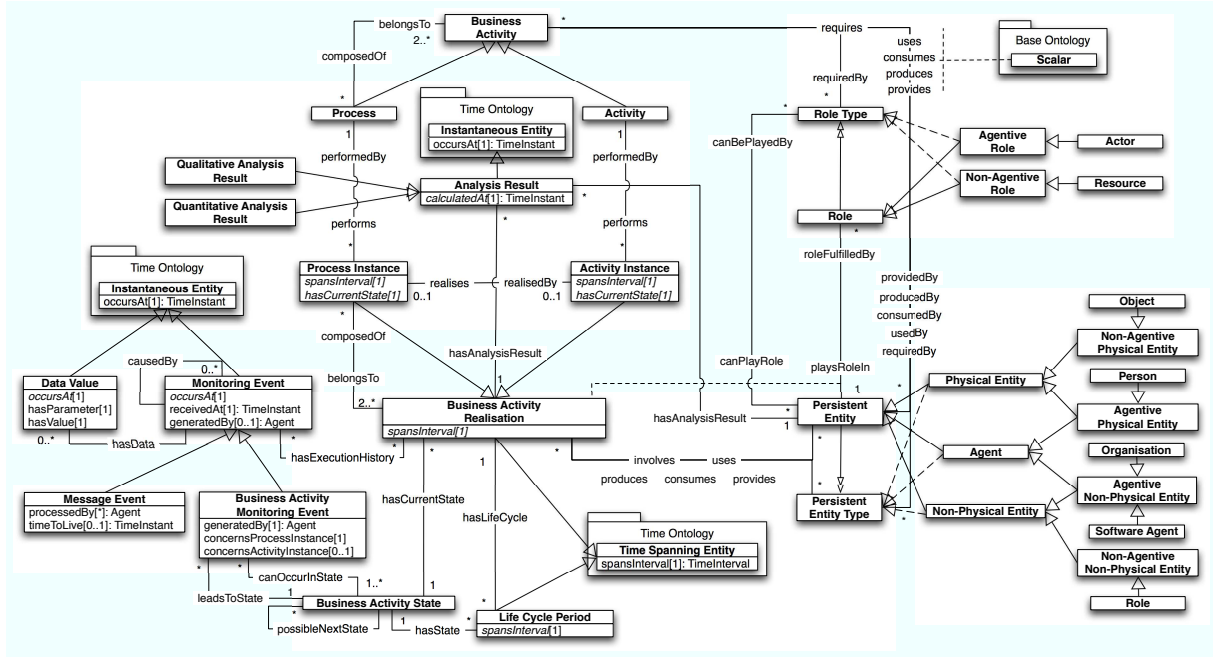 belongsTo
Business
Activity
*
2..*
composedOf
requires
uses
consumes
produces
provides
Base Ontology
Scalar
requiredBy
*
*
*
Process
1
Time Ontology
Instantaneous Entity
occursAt[1]: TimeInstant
Activity
1
Role Type
canBePlayedBy
Agentive
Role
Actor
performedBy
performedBy
Qualitative Analysis
Result
Non-Agentive
Role
Resource
Analysis Result
calculatedAt[1]: TimeInstant
*
*
Quantitative Analysis
Result
performs
performs
Role
*
roleFulfilledBy
*
*
Time Ontology
Instantaneous Entity
occursAt[1]: TimeInstant
Process Instance
spansInterval[1]
hasCurrentState[1]
realises
0..1
realisedBy
0..1
Activity Instance
spansInterval[1]
hasCurrentState[1]
providedBy
producedBy
consumedBy
usedBy
requiredBy
Object
*
composedOf
Non-Agentive
Physical Entity
causedBy
0..*
hasAnalysisResult
canPlayRole
playsRoleIn
Person
Data Value
occursAt[1]
hasParameter[1]
hasValue[1]
Monitoring Event
occursAt[1]
receivedAt[1]: TimeInstant
generatedBy[0..1]: Agent
belongsTo
1
2..*
Physical Entity
*
1
Business Activity
Realisation
spansInterval[1]
hasAnalysisResult
*
1
Persistent
Entity
Agentive
Physical Entity
0..*
hasData
*
*
hasExecutionHistory
*
*
1
*
*
Organisation
Agent
involves
uses
produces
consumes
provides
*
Agentive
Non-Physical Entity
Message Event
processedBy[*]: Agent
timeToLive[0..1]: TimeInstant
Business Activity
Monitoring Event
generatedBy[1]: Agent
concernsProcessInstance[1]
concernsActivityInstance[0..1]
hasCurrentState
hasLifeCycle
Persistent
Entity Type
*
Non-Physical Entity
Software Agent
Time Ontology
Time Spanning Entity
spansInterval[1]: TimeInterval
Non-Agentive
Non-Physical Entity
*
*
canOccurInState
1..*
1
leadsToState
1
Business Activity State
*
possibleNextState
*
1
hasState
*
*
Life Cycle Period
spansInterval[1]
Role